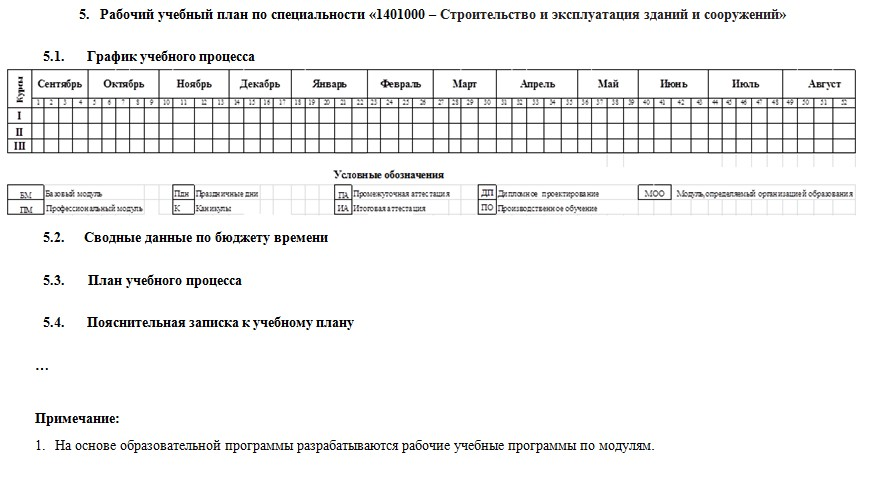 5. Рабочий учебный план по специальности «1401000 – Строительство и эксплуатация зданий и сооружений»
5.1. График учебного процесса
Курсы Сентябрь Октябрь Ноябрь Декабрь Январь Февраль Март Апрель Май Июнь Июль Август
1 2 3 4 5 6 7 8 9 10 11 12 13 14 15 16 17 18 19 20 21 22 23 24 25 26 27 28 29 30 31 32 33 34 35 36 37 38 39 40 41 42 43 44 45 46 47 48 49 50 51 52
I
II
III
Условные обозначения
БМ Базовый модуль Пдн Праздничные дни ПА Промежуточная аттестация ДП Дипломное проектирование МОО Модуль,определяемый организацией образования
ПМ Профессиональный модуль К Каникулы ИА Итоговая аттестация ПО Производственное обучение
5.2. Сводные данные по бюджету времени
5.3. План учебного процесса
5.4. Пояснительная записка к учебному плану
…
Примечание:
1. На основе образовательной программы разрабатываются рабочие учебные программы по модулям.